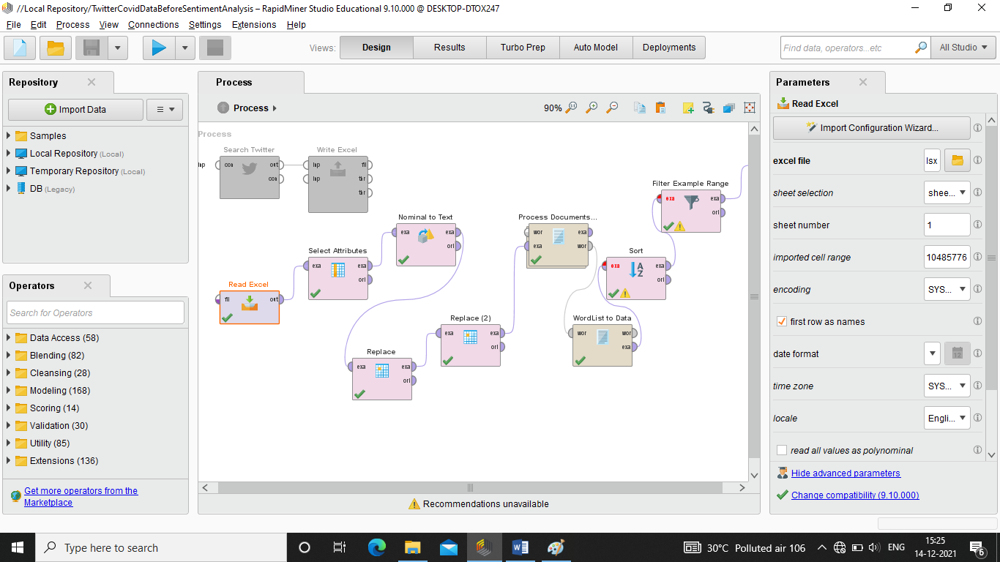 //Local Repository/TwitterCovidDataBeforeSentimentAnalysis – RapidMiner Studio Educational 9.10.000 @ DESKTOP-DTOX247
File Edit Process View Connections Settings Extensions Help
Views: Design Results Turbo Prep Auto Model Deployments
Find data, operators...etc
All Studio
Repository
Import Data
Samples
Local Repository (Local)
Temporary Repository (Local)
DB (Legacy)
Operators
Search for Operators
Data Access (58)
Blending (82)
Cleansing (28)
Modeling (168)
Scoring (14)
Validation (30)
Utility (85)
Extensions (136)
Get more operators from the
Marketplace
Process
Process
90%
Process
inp
Search Twitter
con out
con
Write Excel
inp fil
inp thr
thr
Filter Example Range
exa exa
ori
Nominal to Text
exa exa
ori
Process Documents...
wor exa
exa wor
Select Attributes
exa exa
ori
Sort
exa exa
ori
Read Excel
fil out
Replace (2)
exa exa
ori
WordList to Data
wor wor
exa
Replace
exa exa
ori
Recommendations unavailable
Parameters
Read Excel
Import Configuration Wizard...
excel file lsx
sheet selection shee...
sheet number 1
imported cell range 10485776
encoding SYS...
first row as names
date format
12
time zone SYS...
locale Engli...
read all values as polynominal
Hide advanced parameters
Change compatibility (9.10.000)
Type here to search
30°C Polluted air 106
ENG
15:25
14-12-2021
6